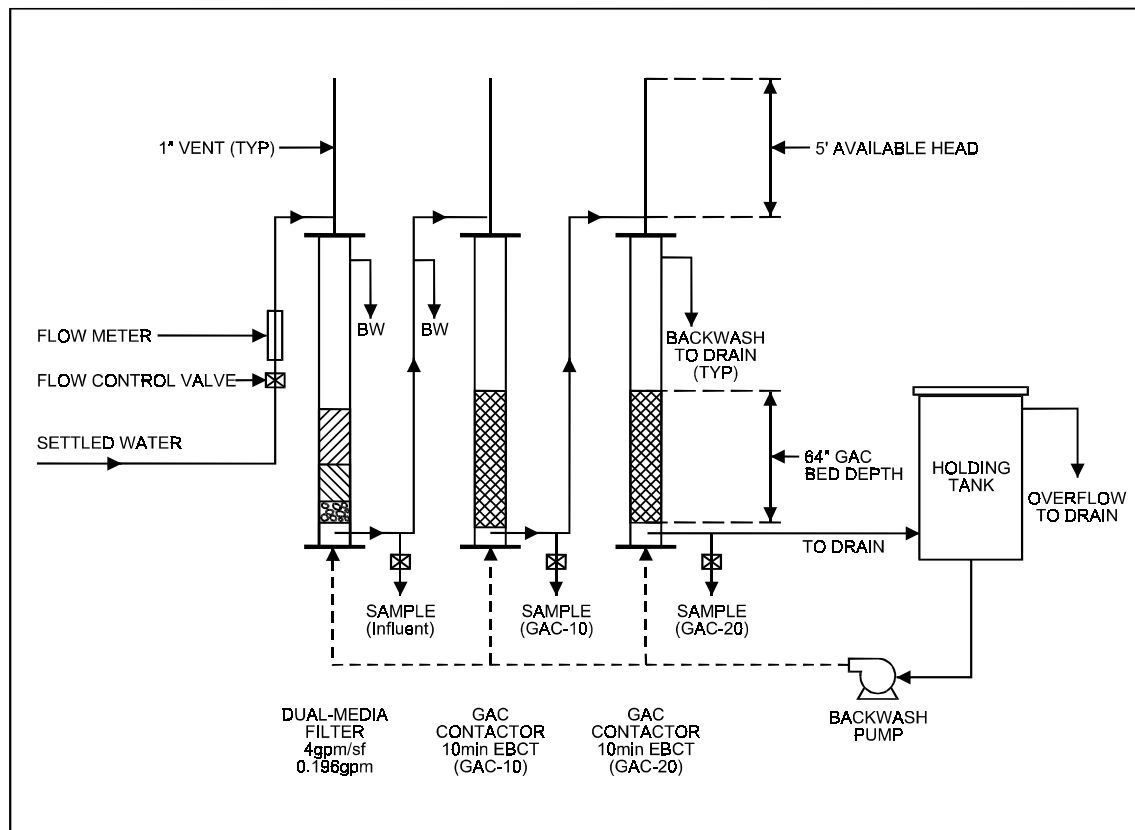 1" VENT (TYP)
5' AVAILABLE HEAD
FLOW METER
BW
BW
BACKWASH
TO DRAIN
(TYP)
FLOW CONTROL VALVE
SETTLED WATER
64" GAC
BED DEPTH
HOLDING
TANK
OVERFLOW
TO DRAIN
TO DRAIN
SAMPLE
(Influent)
SAMPLE
(GAC-10)
SAMPLE
(GAC-20)
DUAL-MEDIA
FILTER
4gpm/sf
0.196gpm
GAC
CONTACTOR
10min EBCT
(GAC-10)
GAC
CONTACTOR
10min EBCT
(GAC-20)
BACKWASH
PUMP